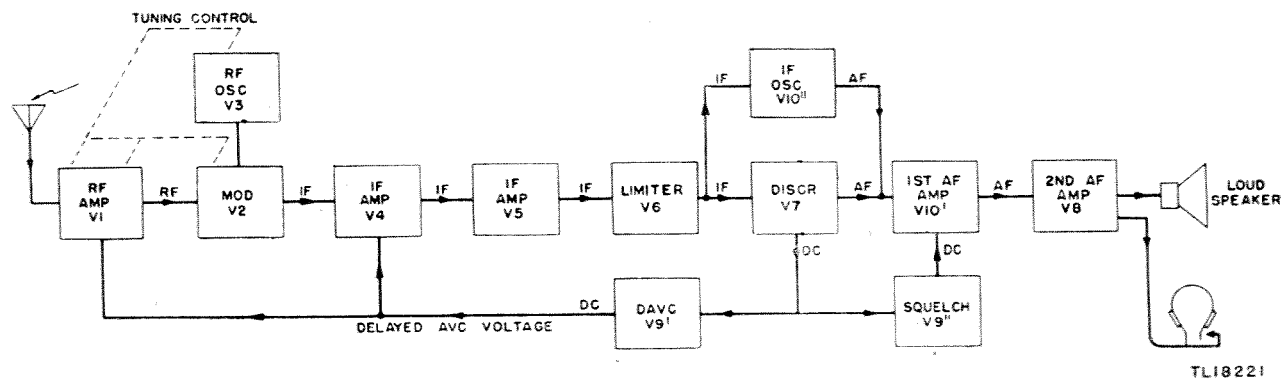 TUNING CONTROL
RF
OSC
V3
IF
IF
OSC
V10"
AF
RF
AMP
V1
RF
MOD
V2
IF
IF
AMP
V4
IF
IF
AMP
V5
IF
LIMITER
V6
IF
DISCR
V7
AF
1ST AF
AMP
V10'
AF
2ND AF
AMP
V8
LOUD
SPEAKER
DC
DC
DELAYED AVC VOLTAGE
DC
DAVC
V9'
SQUELCH
V9"
TL18221